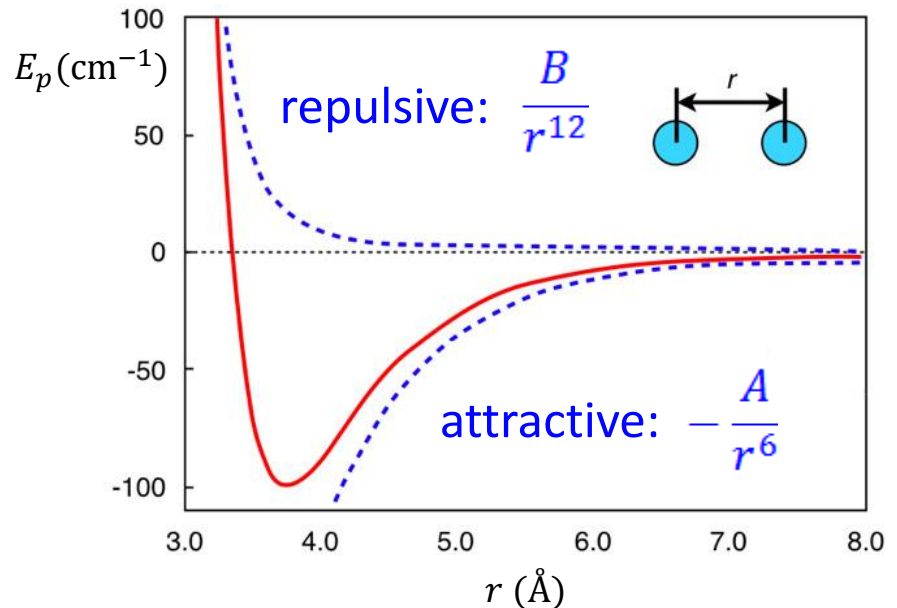 100
E_p(cm⁻¹)
repulsive: B/r¹²
r
50
0
-50
attractive: − A/r⁶
-100
3.0 4.0 5.0 6.0 7.0 8.0
r (Å)